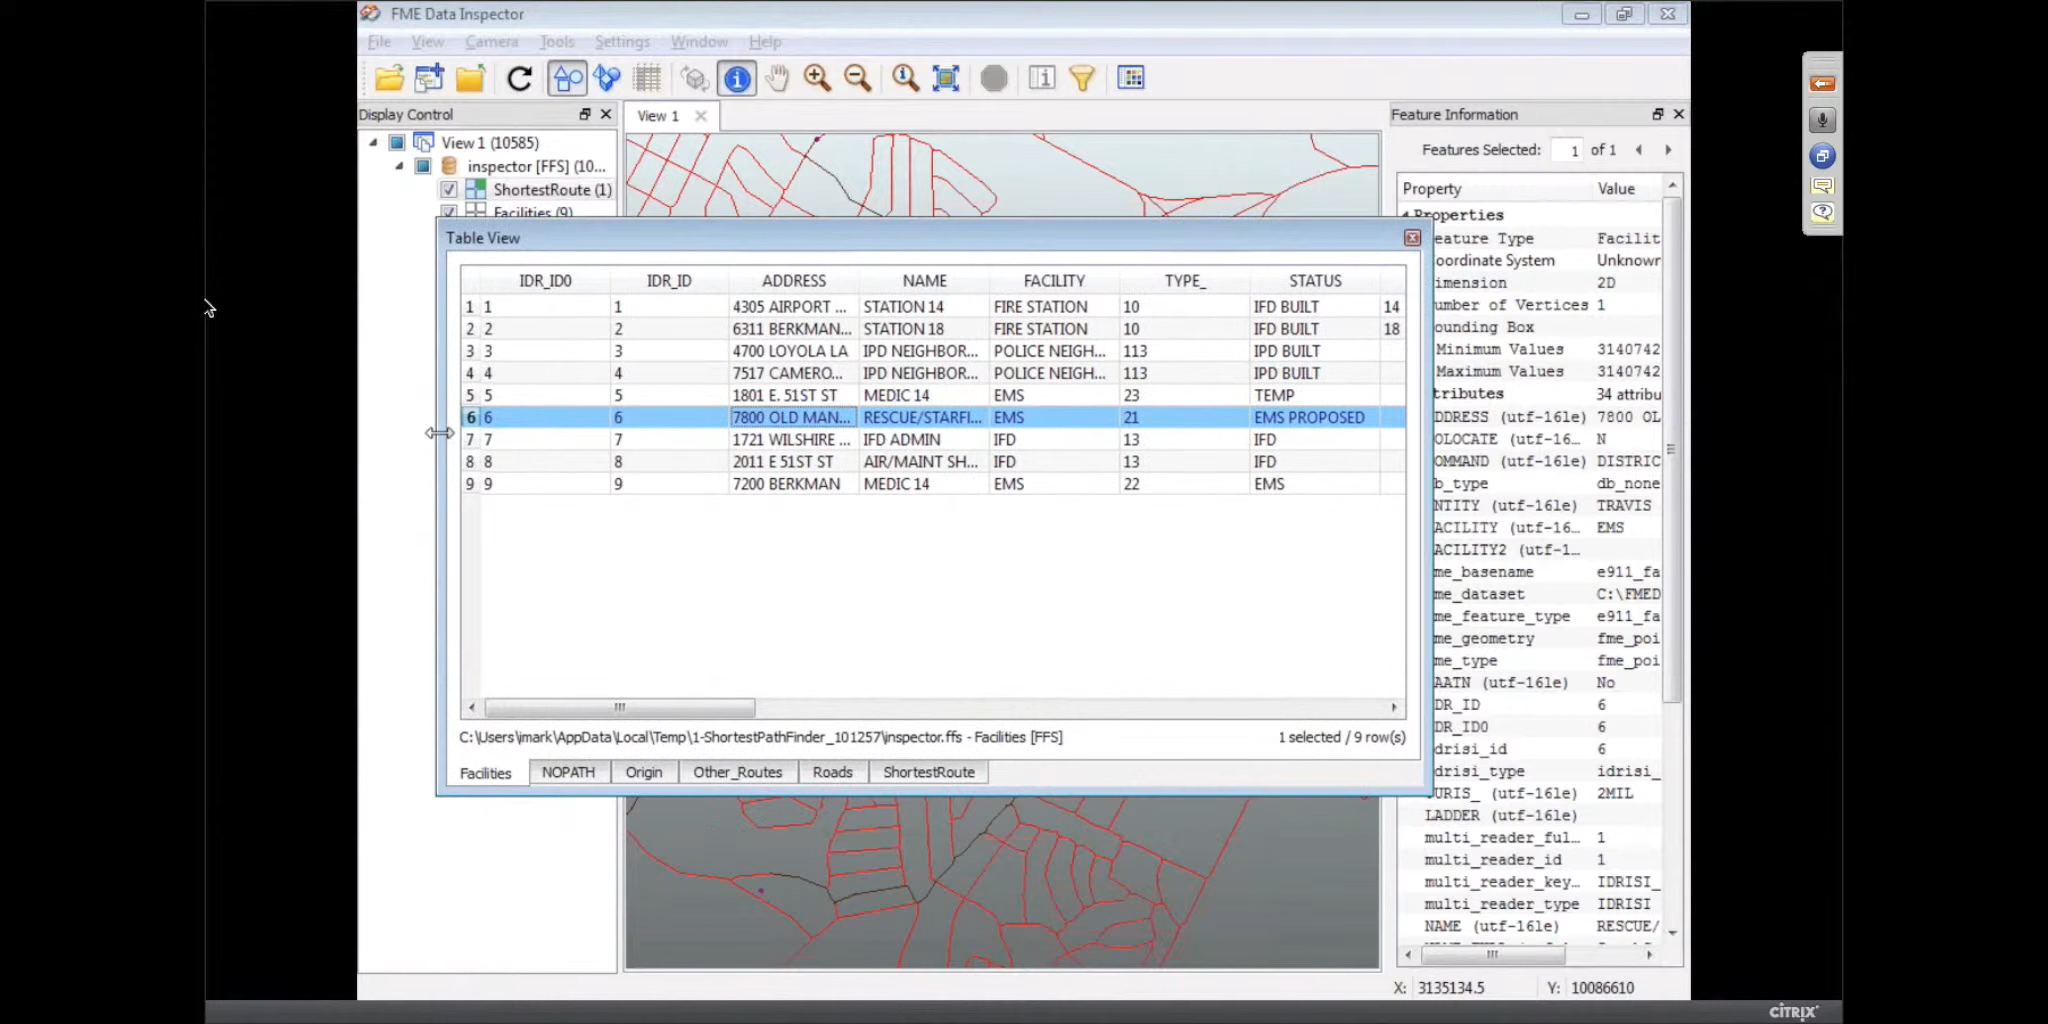 FME Data Inspector
File View Camera Tools Settings Window Help
Display Control
View 1 (10585)
inspector [FFS] (10...
ShortestRoute (1)
Facilities (9)
View 1
Feature Information
Features Selected: 1 of 1
Property Value
Properties
eature Type Facilit
oordinate System Unknown
imension 2D
umber of Vertices 1
ounding Box
Minimum Values 3140742
Maximum Values 3140742
tributes 34 attribu
DDRESS (utf-16le) 7800 OL
OLOCATE (utf-16le) N
OMMAND (utf-16le) DISTRIC
b_type db_none
NTITY (utf-16le) TRAVIS
ACILITY (utf-16... EMS
ACILITY2 (utf-1...
me_basename e911_fa
me_dataset C:\FMED
me_feature_type e911_fa
me_geometry fme_poi
me_type fme_poi
AATN (utf-16le) No
DR_ID 6
DR_ID0 6
drisi_id 6
drisi_type idrisi_
URIS_ (utf-16le) 2MIL
LADDER (utf-16le)
multi_reader_ful... 1
multi_reader_id 1
multi_reader_key... IDRISI_
multi_reader_type IDRISI
NAME (utf-16le) RESCUE/
Table View
IDR_ID0 IDR_ID ADDRESS NAME FACILITY TYPE_ STATUS
1 1 1 4305 AIRPORT ... STATION 14 FIRE STATION 10 IFD BUILT 14
2 2 2 6311 BERKMAN... STATION 18 FIRE STATION 10 IFD BUILT 18
3 3 3 4700 LOYOLA LA IPD NEIGHBOR... POLICE NEIGH... 113 IPD BUILT
4 4 4 7517 CAMERO... IPD NEIGHBOR... POLICE NEIGH... 113 IPD BUILT
5 5 5 1801 E. 51ST ST MEDIC 14 EMS 23 TEMP
6 6 6 7800 OLD MAN... RESCUE/STARFI... EMS 21 EMS PROPOSED
7 7 7 1721 WILSHIRE ... IFD ADMIN IFD 13 IFD
8 8 8 2011 E 51ST ST AIR/MAINT SH... IFD 13 IFD
9 9 9 7200 BERKMAN MEDIC 14 EMS 22 EMS
C:\Users\jmark\AppData\Local\Temp\1-ShortestPathFinder_101257\inspector.ffs - Facilities [FFS] 1 selected / 9 row(s)
Facilities NOPATH Origin Other_Routes Roads ShortestRoute
X: 3135134.5 Y: 10086610
CITRIX